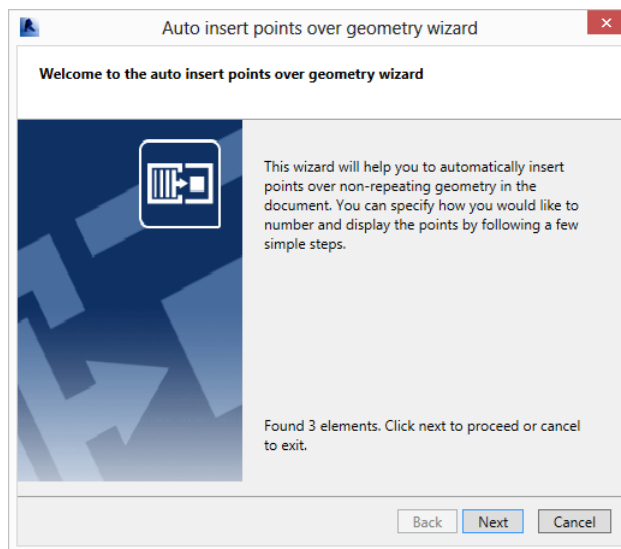 Auto insert points over geometry wizard
Welcome to the auto insert points over geometry wizard
This wizard will help you to automatically insert
points over non-repeating geometry in the
document. You can specify how you would like to
number and display the points by following a few
simple steps.
Found 3 elements. Click next to proceed or cancel
to exit.
Back Next Cancel